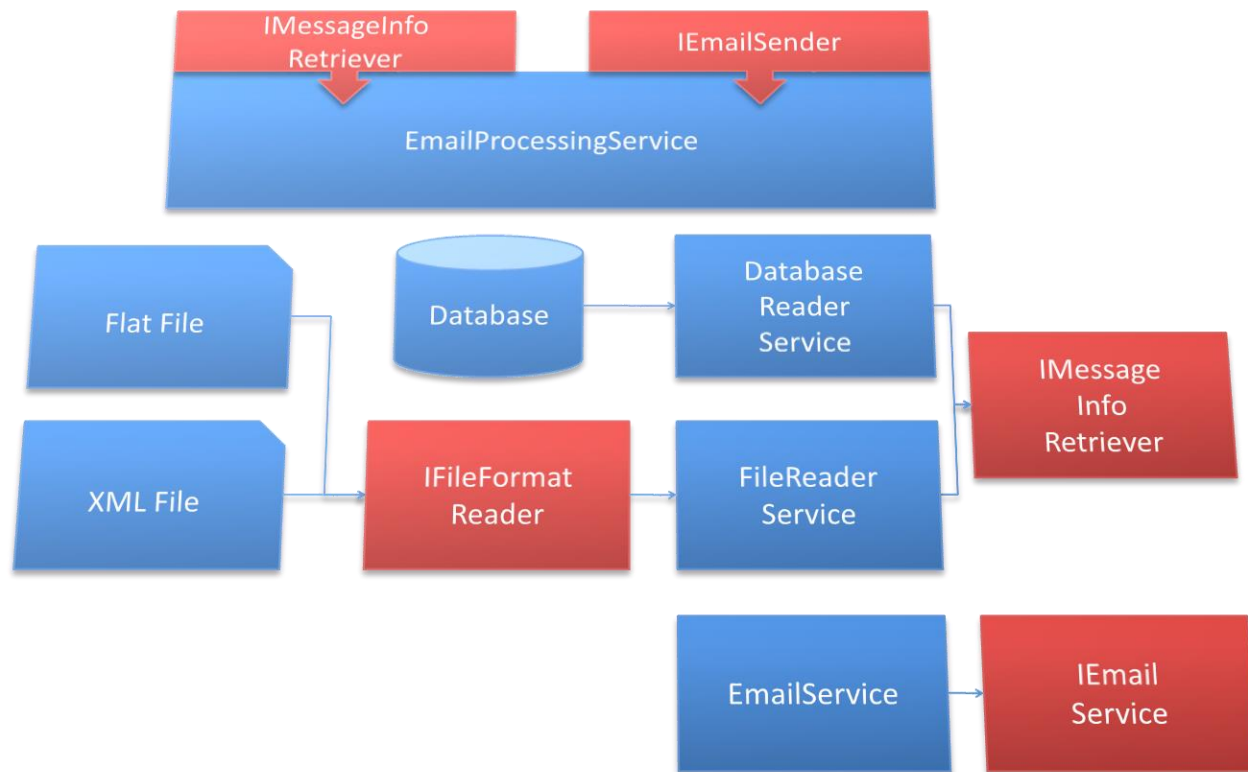 IMessageInfo
Retriever
IEmailSender
EmailProcessingService
Flat File
Database
Database
Reader
Service
IMessage
Info
Retriever
XML File
IFileFormat
Reader
FileReader
Service
EmailService
IEmail
Service